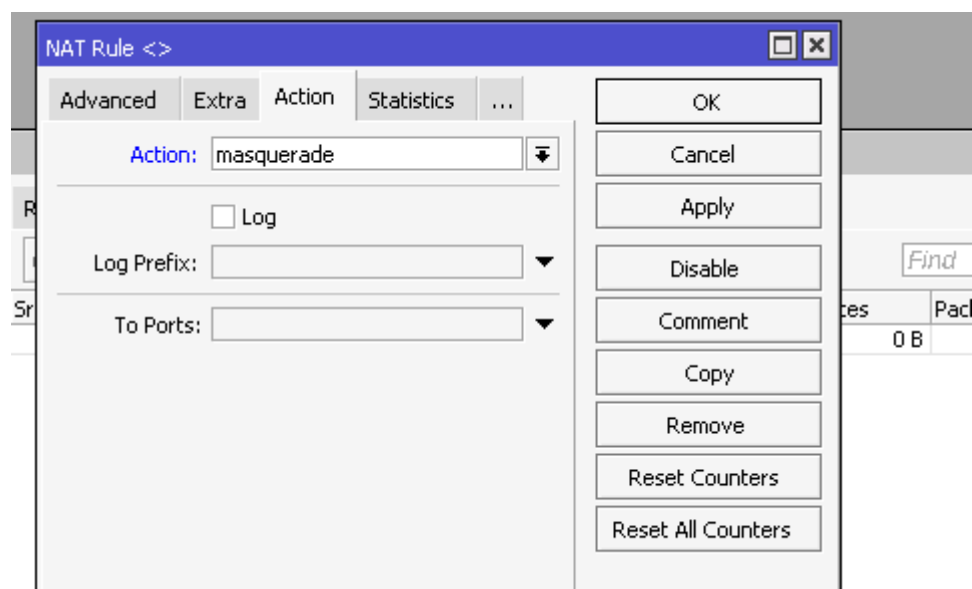 NAT Rule <>
Advanced Extra Action Statistics ...
Action: masquerade
Log
Log Prefix:
To Ports:
OK
Cancel
Apply
Disable
Comment
Copy
Remove
Reset Counters
Reset All Counters
Find
0 B